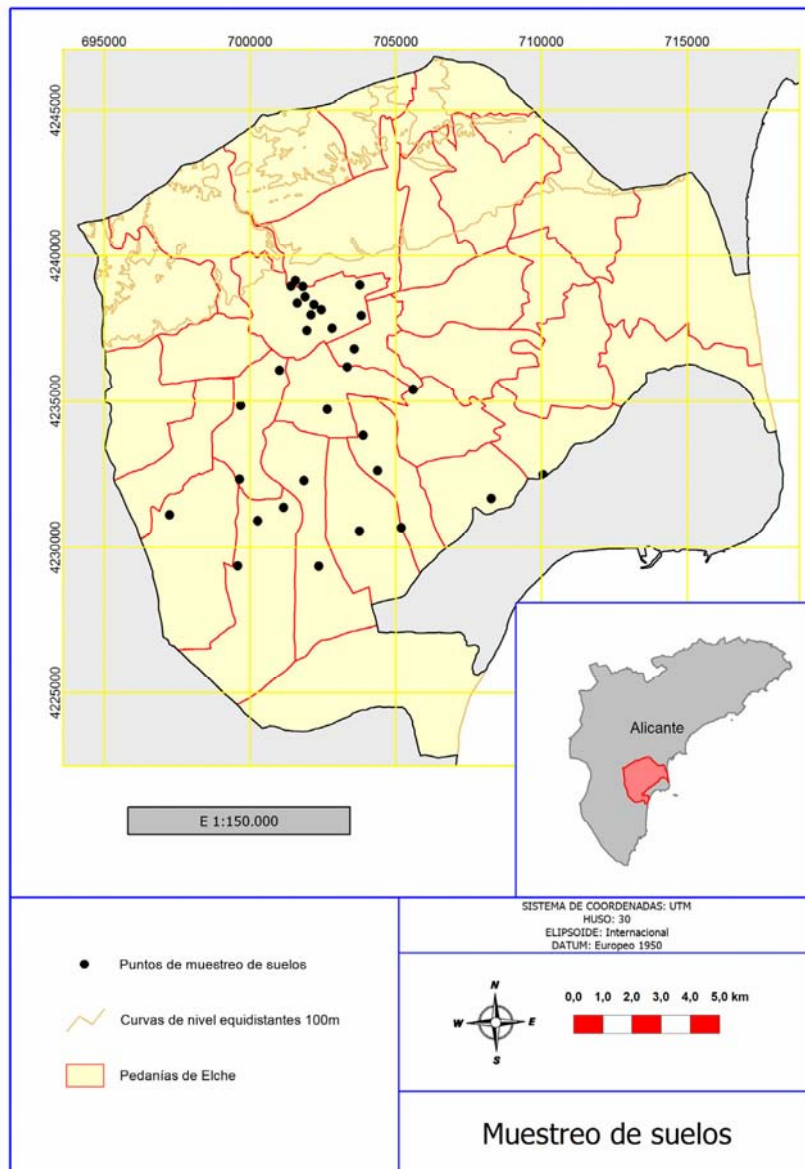 695000
700000
705000
710000
715000
4245000
4240000
4235000
4230000
4225000
Alicante
E 1:150.000
SISTEMA DE COORDENADAS: UTM
HUSO: 30
ELIPSOIDE: Internacional
DATUM: Europeo 1950
Puntos de muestreo de suelos
Curvas de nivel equidistantes 100m
Pedanías de Elche
N
W
E
S
0,0 1,0 2,0 3,0 4,0 5,0 km
Muestreo de suelos